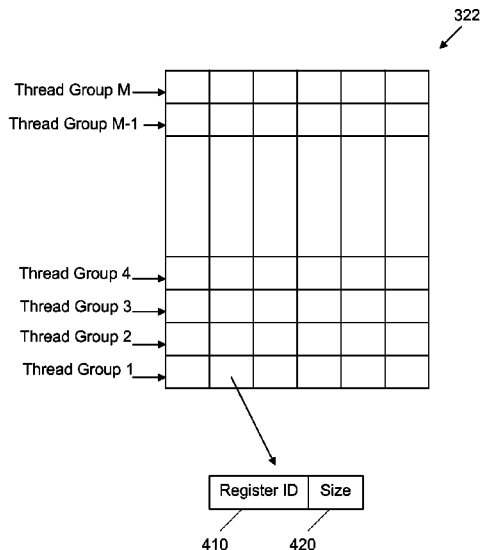 322
Thread Group M
Thread Group M-1
Thread Group 4
Thread Group 3
Thread Group 2
Thread Group 1
Register ID Size
410 420